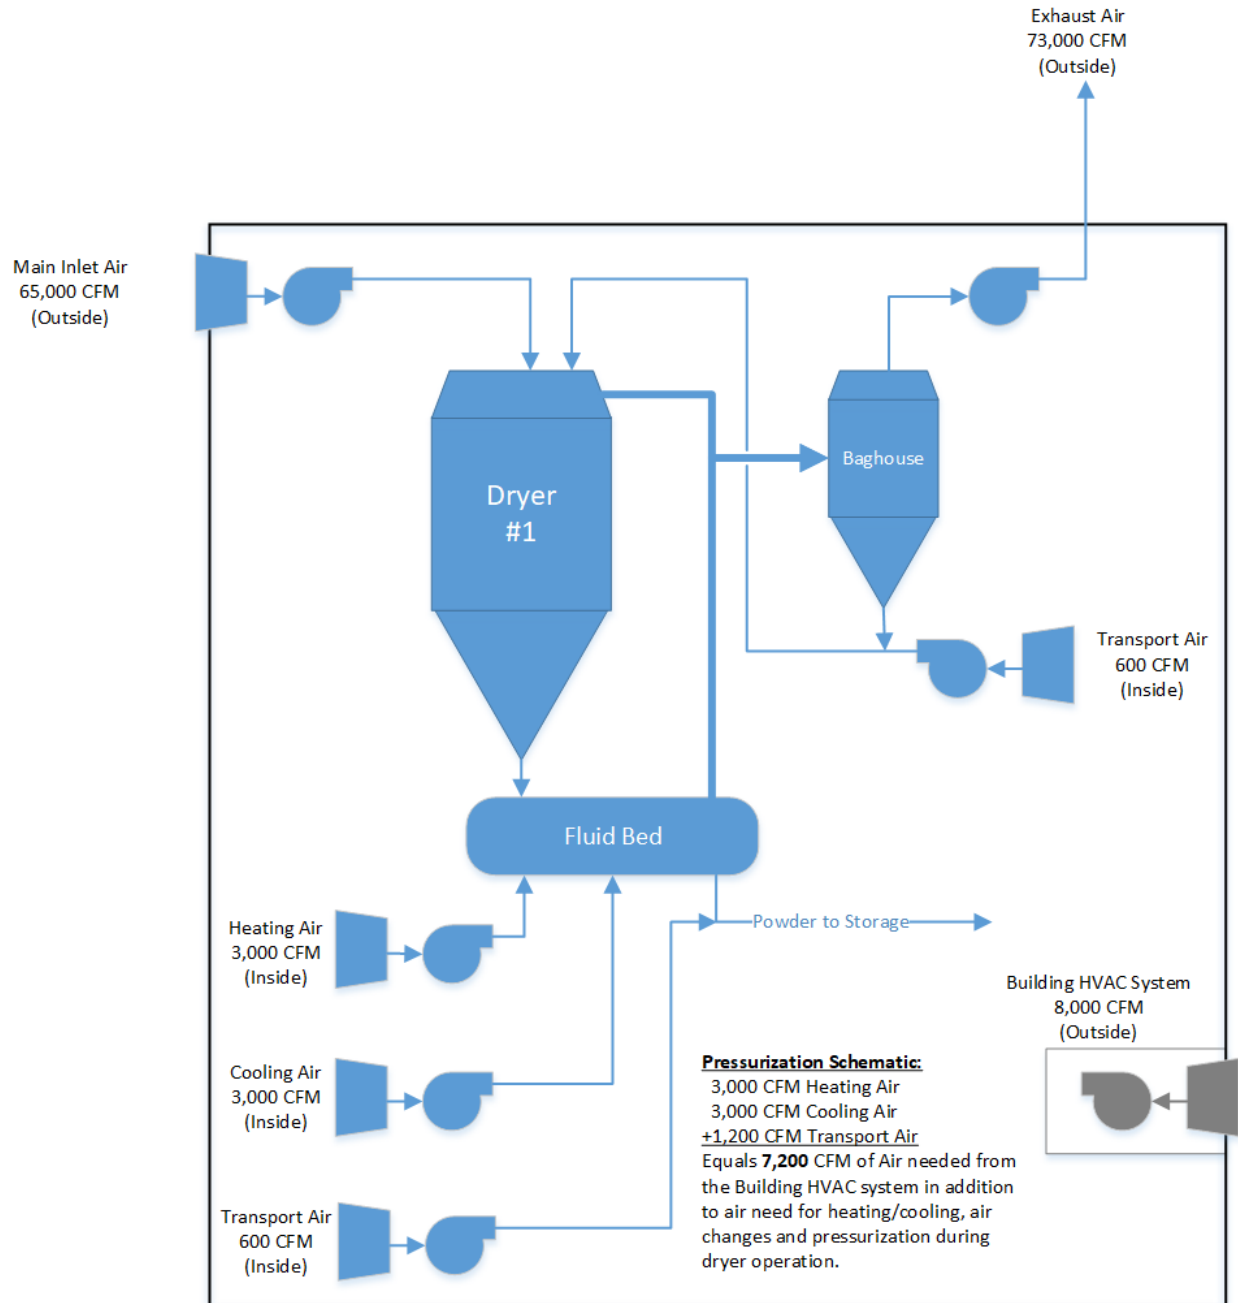 Exhaust Air
73,000 CFM
(Outside)
Main Inlet Air
65,000 CFM
(Outside)
Dryer
#1
Baghouse
Transport Air
600 CFM
(Inside)
Fluid Bed
Heating Air
3,000 CFM
(Inside)
Powder to Storage
Building HVAC System
8,000 CFM
(Outside)
Cooling Air
3,000 CFM
(Inside)
Pressurization Schematic:
3,000 CFM Heating Air
3,000 CFM Cooling Air
+1,200 CFM Transport Air
Equals 7,200 CFM of Air needed from
the Building HVAC system in addition
to air need for heating/cooling, air
changes and pressurization during
dryer operation.
Transport Air
600 CFM
(Inside)